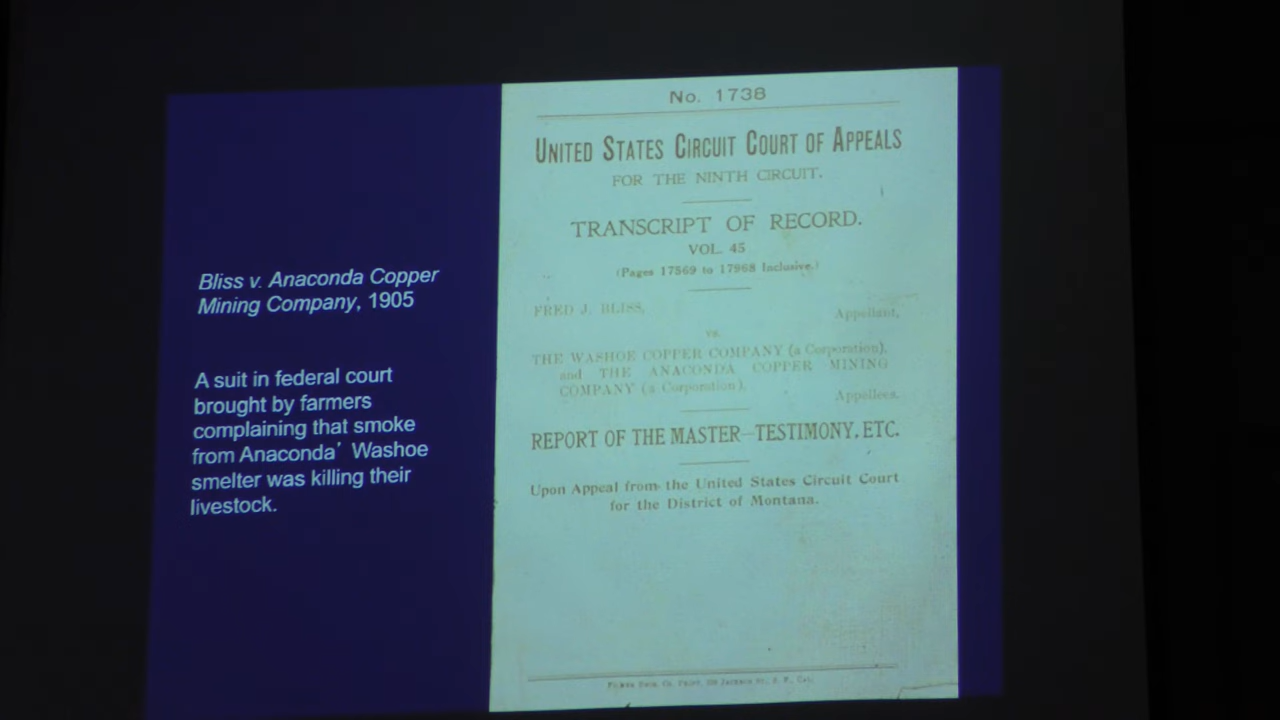 Bliss v. Anaconda Copper
Mining Company, 1905
A suit in federal court
brought by farmers
complaining that smoke
from Anaconda' Washoe
smelter was killing their
livestock.
No. 1738
UNITED STATES CIRCUIT COURT OF APPEALS
FOR THE NINTH CIRCUIT.
TRANSCRIPT OF RECORD.
VOL. 45
(Pages 17569 to 17968 Inclusive.)
FRED J. BLISS,
Appellant,
vs.
THE WASHOE COPPER COMPANY (a Corporation),
and THE ANACONDA COPPER MINING
COMPANY (a Corporation),
Appellees.
REPORT OF THE MASTER—TESTIMONY, ETC.
Upon Appeal from the United States Circuit Court
for the District of Montana.